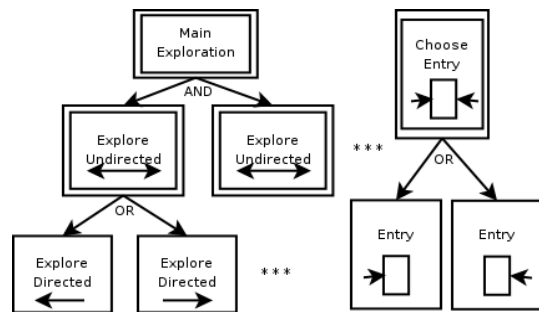 Main
Exploration
AND
Explore
Undirected
Explore
Undirected
* * *
OR
Explore
Directed
Explore
Directed
* * *
Choose
Entry
OR
Entry
Entry